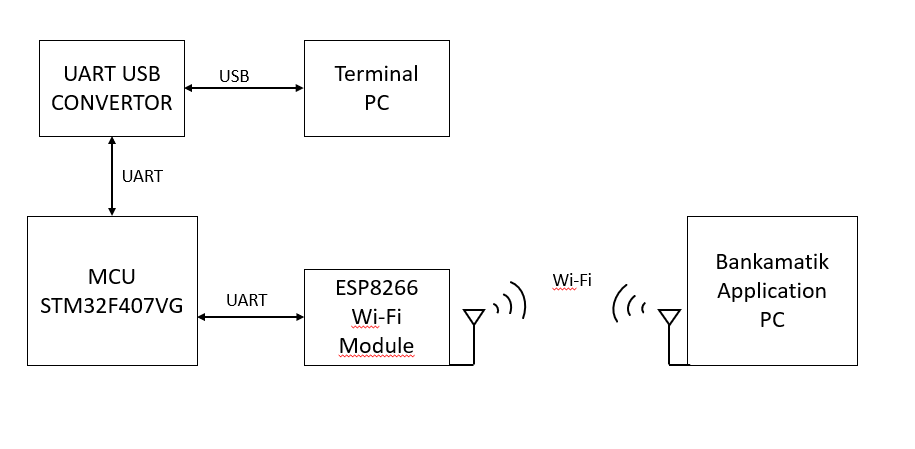 UART USB
CONVERTOR
USB
Terminal
PC
UART
MCU
STM32F407VG
UART
ESP8266
Wi-Fi
Module
Wi-Fi
Bankamatik
Application
PC